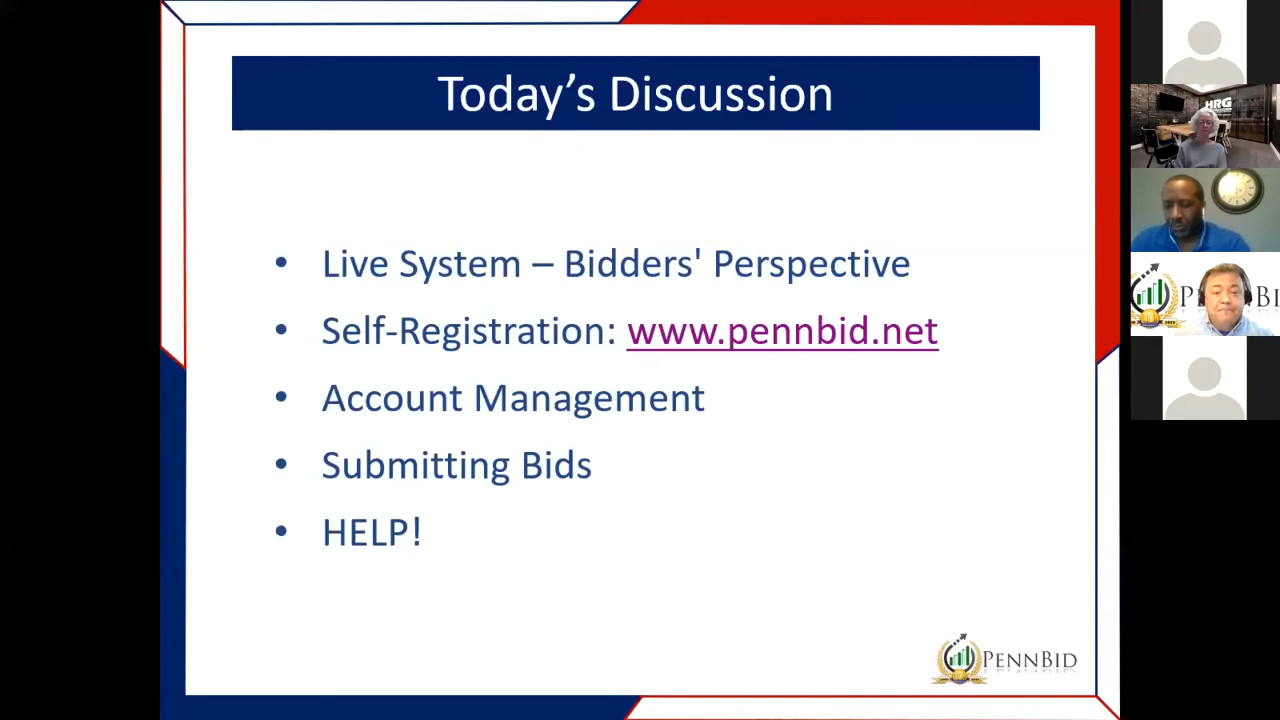 Today's Discussion
• Live System – Bidders' Perspective
• Self-Registration: www.pennbid.net
• Account Management
• Submitting Bids
• HELP!
PENNBID
HRG